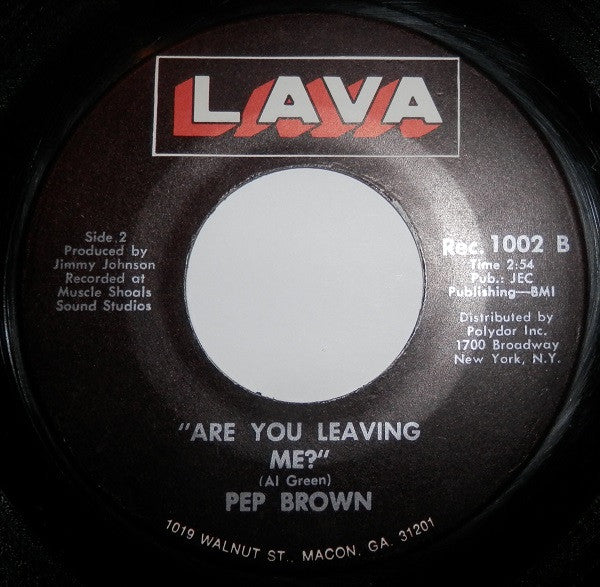 LAVA
Side 2
Produced by
Jimmy Johnson
Recorded at
Muscle Shoals
Sound Studios
Rec. 1002 B
Time 2:54
Pub.: JEC
Publishing—BMI
Distributed by
Polydor Inc.
1700 Broadway
New York, N.Y.
"ARE YOU LEAVING
ME?"
(Al Green)
PEP BROWN
1019 WALNUT ST., MACON, GA. 31201